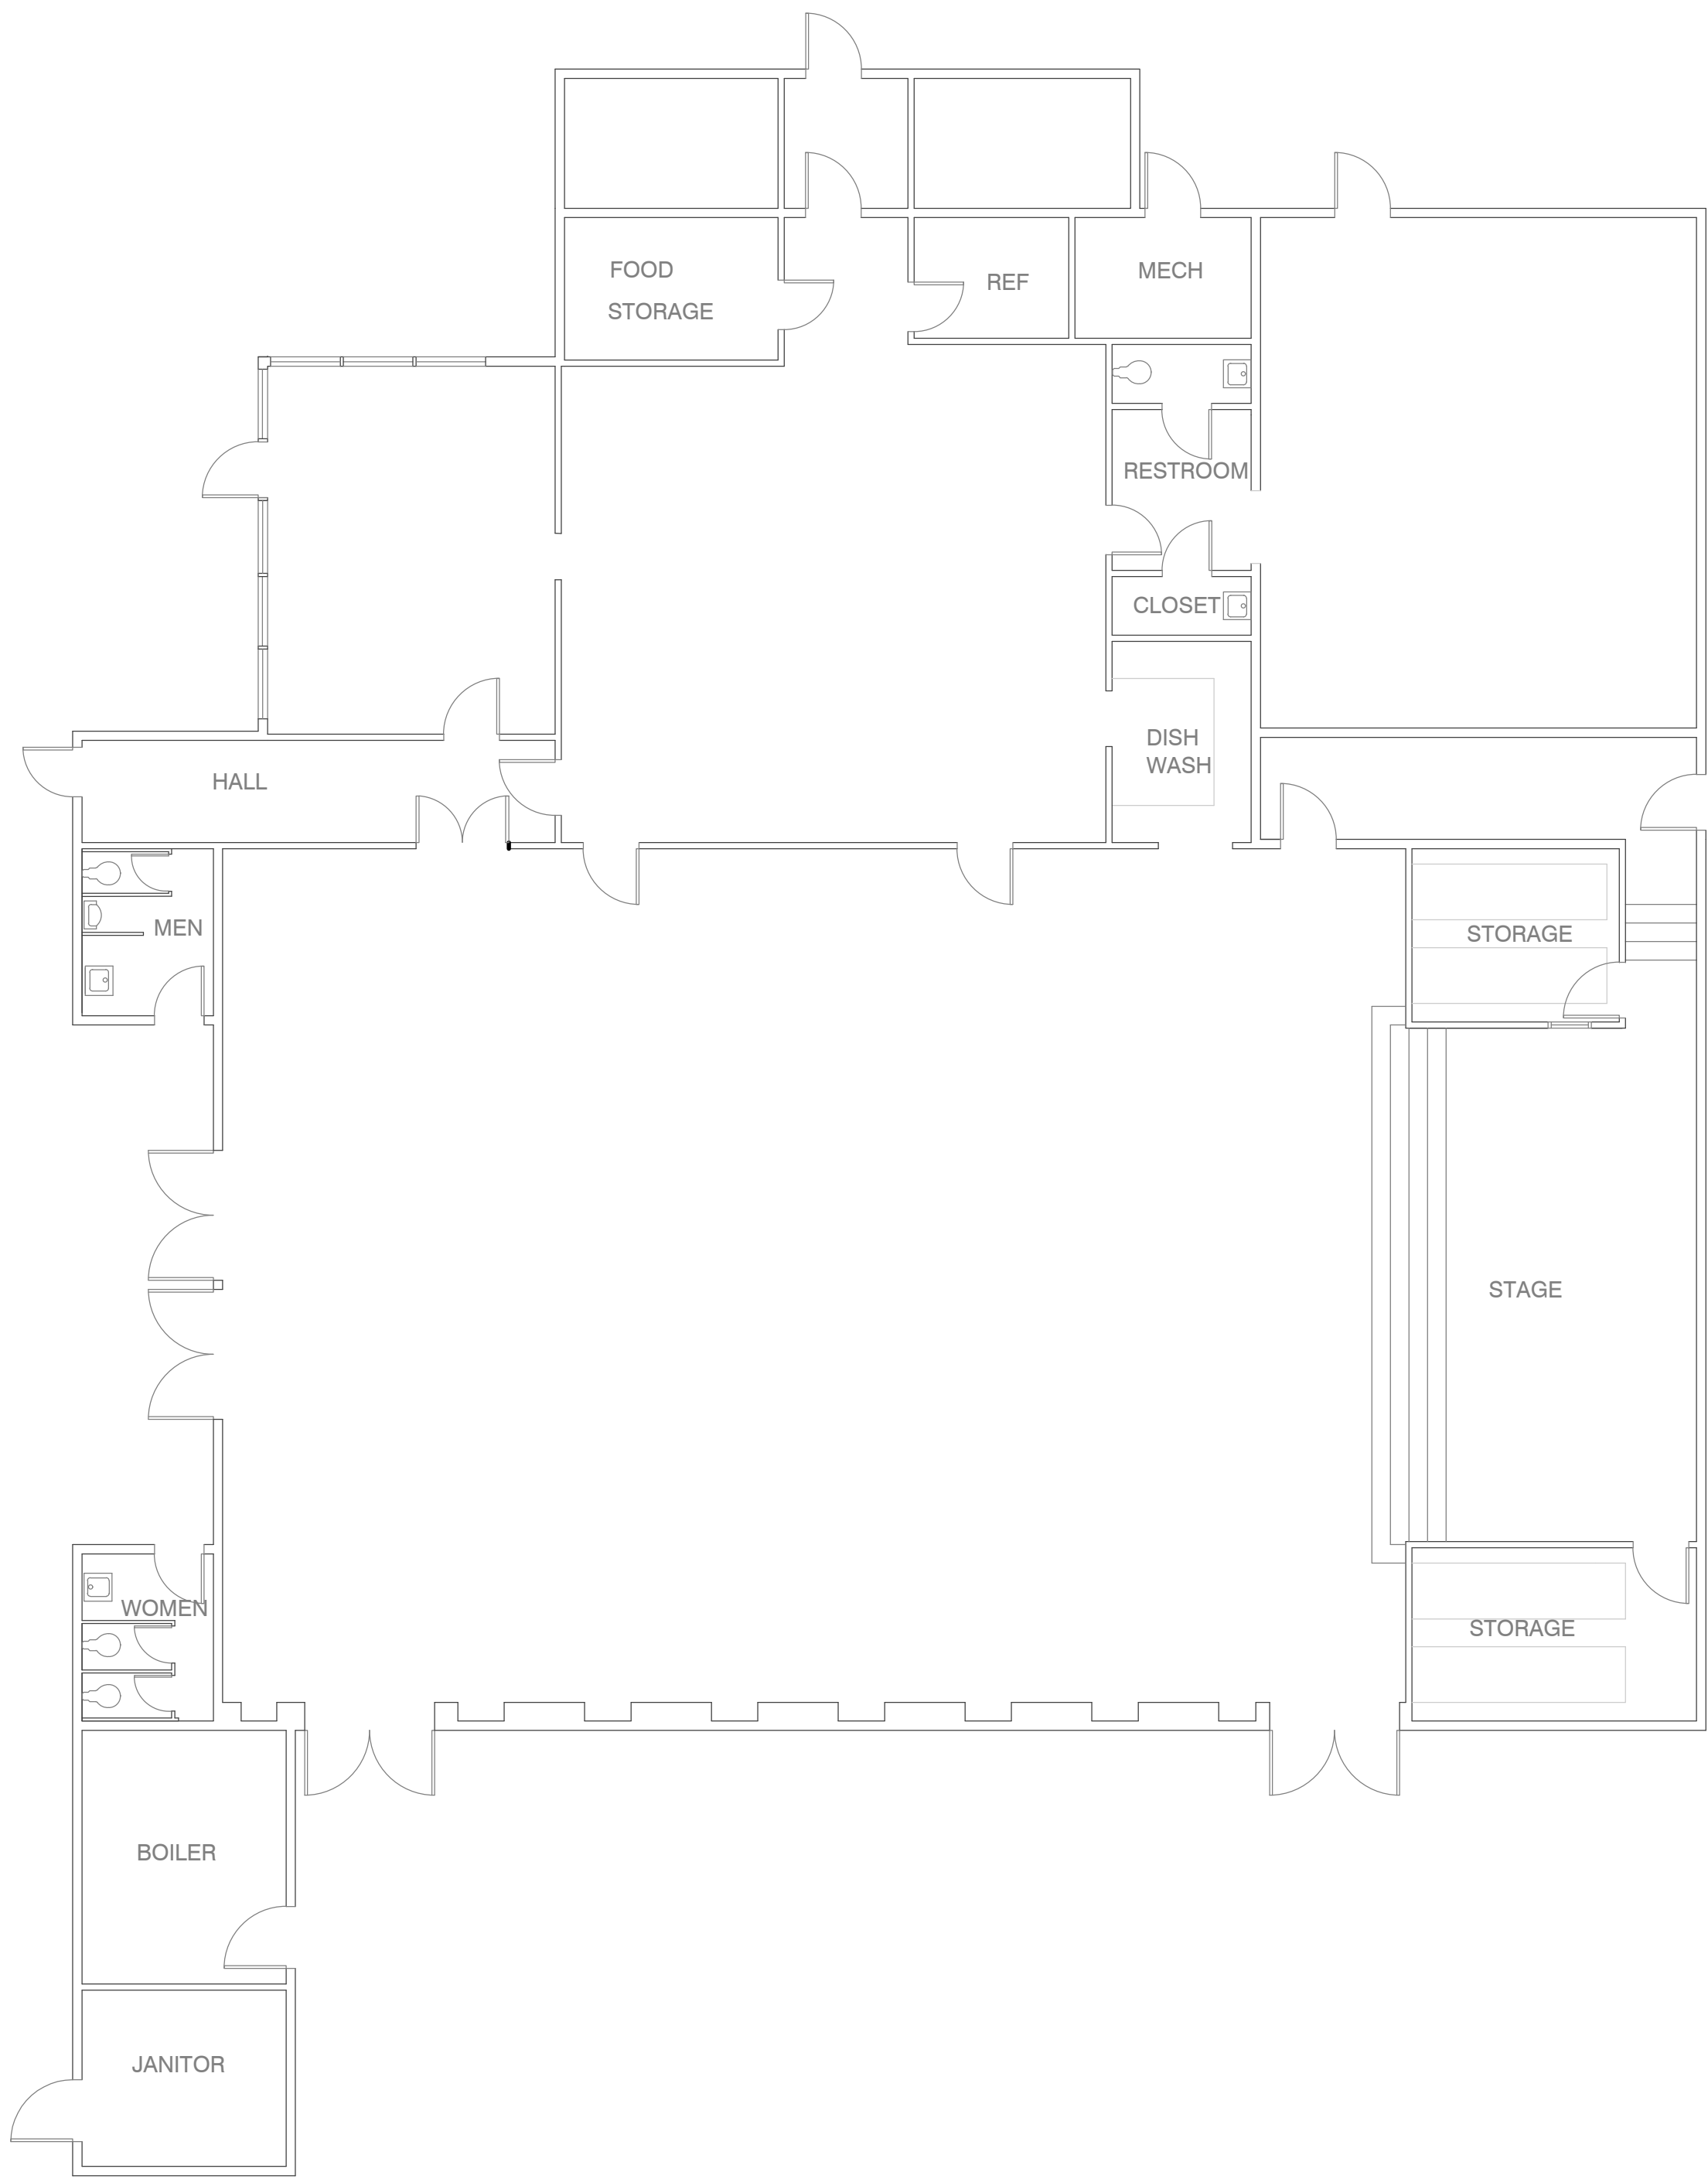 FOOD
STORAGE
REF
MECH
RESTROOM
CLOSET
DISH
WASH
HALL
MEN
STORAGE
STAGE
WOMEN
STORAGE
BOILER
JANITOR